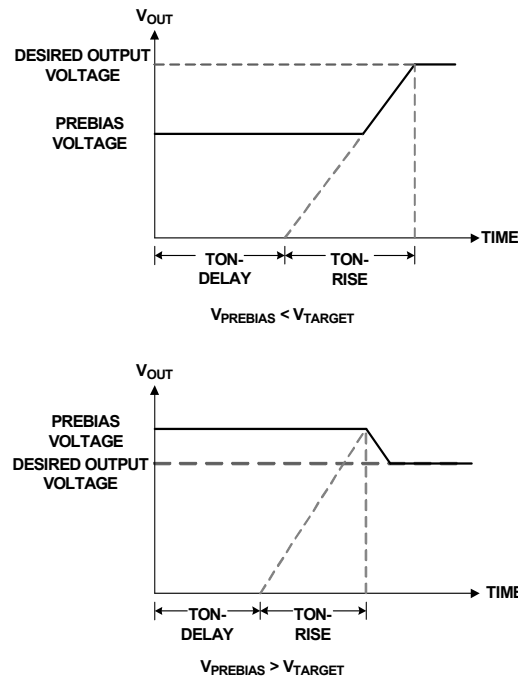 VOUT
DESIRED OUTPUT
VOLTAGE
PREBIAS
VOLTAGE
TIME
TON-
DELAY
TON-
RISE
VPREBIAS < VTARGET
VOUT
PREBIAS
VOLTAGE
DESIRED OUTPUT
VOLTAGE
TIME
TON-
DELAY
TON-
RISE
VPREBIAS > VTARGET